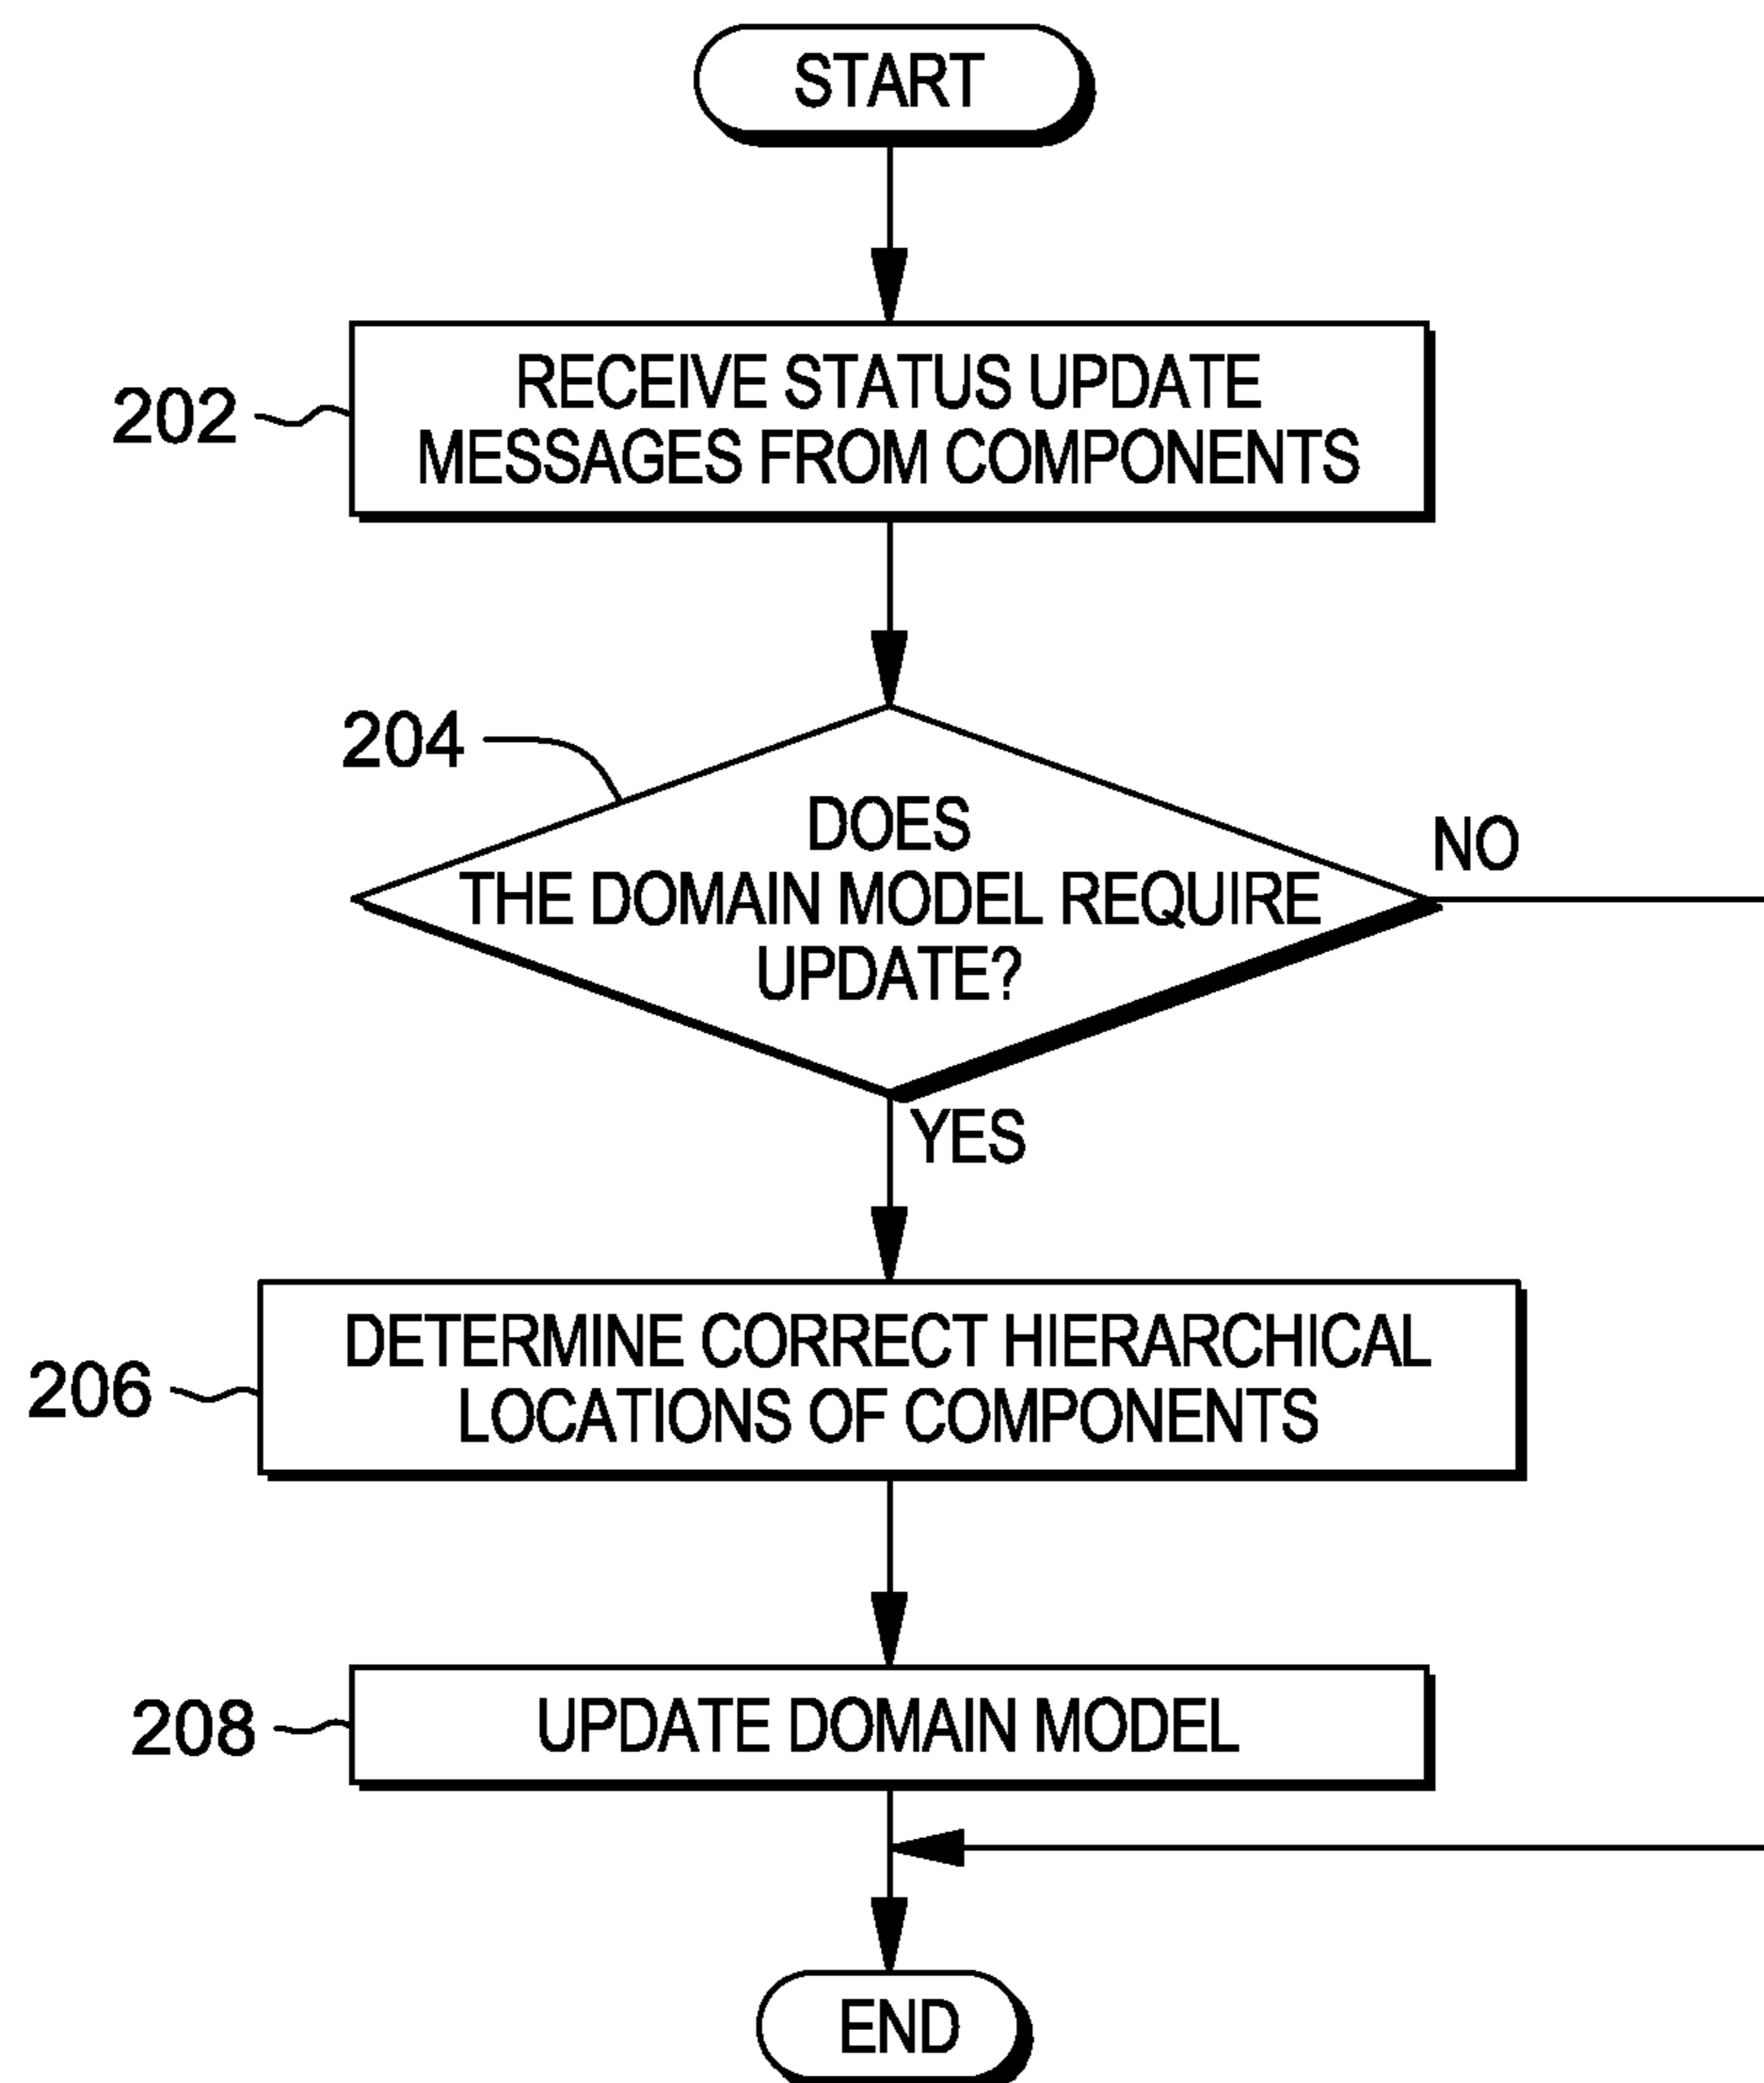 START
202
RECEIVE STATUS UPDATE
MESSAGES FROM COMPONENTS
204
DOES
THE DOMAIN MODEL REQUIRE
UPDATE?
NO
YES
206
DETERMINE CORRECT HIERARCHICAL
LOCATIONS OF COMPONENTS
208
UPDATE DOMAIN MODEL
END